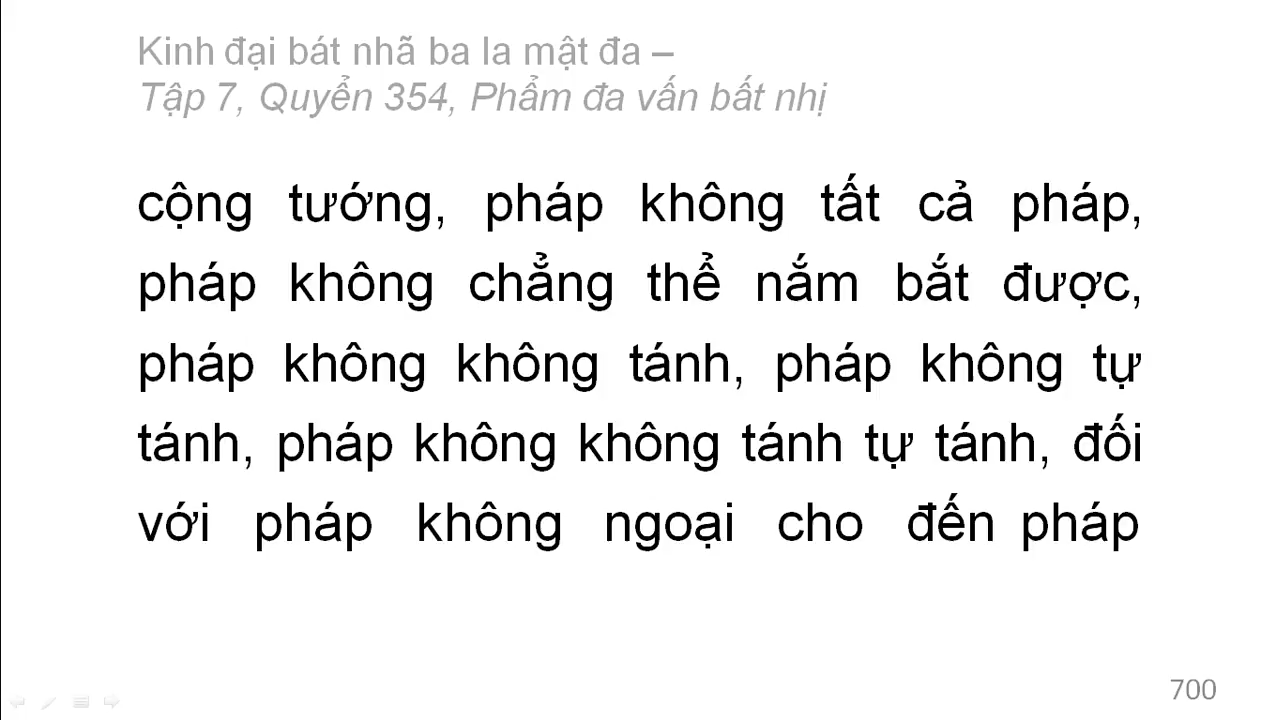 Kinh đại bát nhã ba la mật đa –
Tập 7, Quyển 354, Phẩm đa vấn bất nhị
cộng tướng, pháp không tất cả pháp,
pháp không chẳng thể nắm bắt được,
pháp không không tánh, pháp không tự
tánh, pháp không không tánh tự tánh, đối
với pháp không ngoại cho đến pháp
700